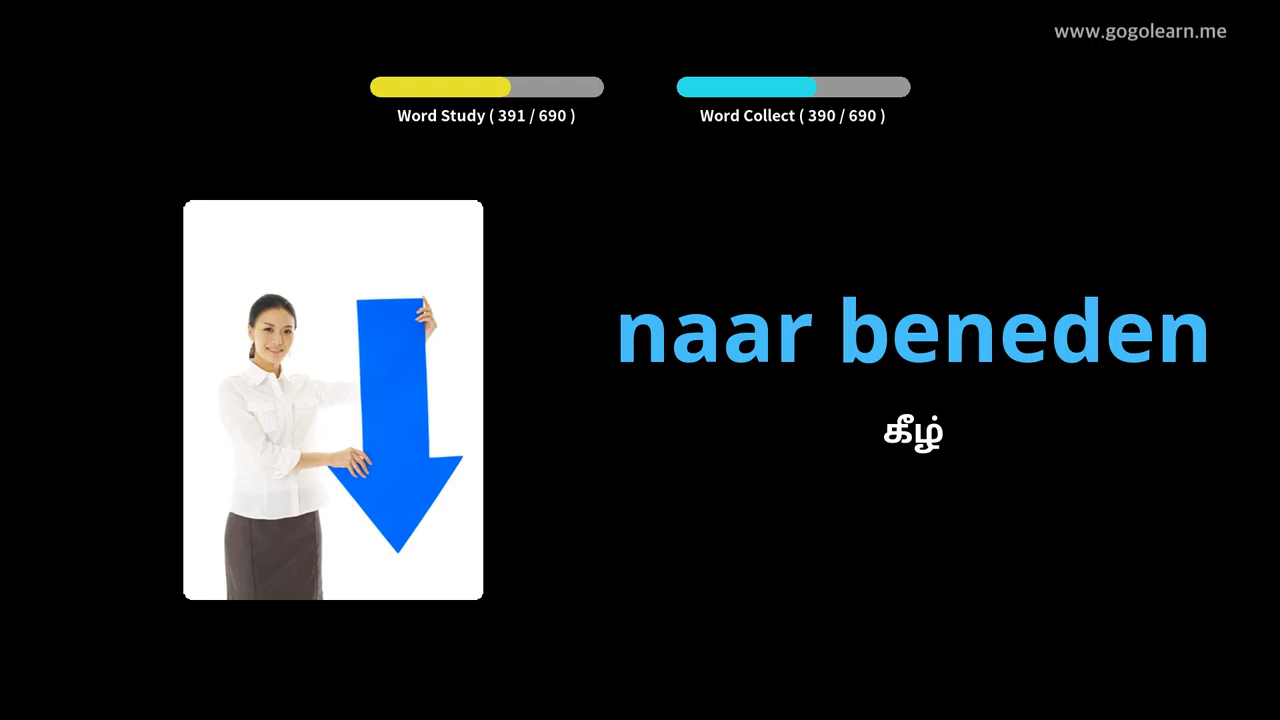 www.gogolearn.me
Word Study ( 391 / 690 )
Word Collect ( 390 / 690 )
naar beneden
கீழ்